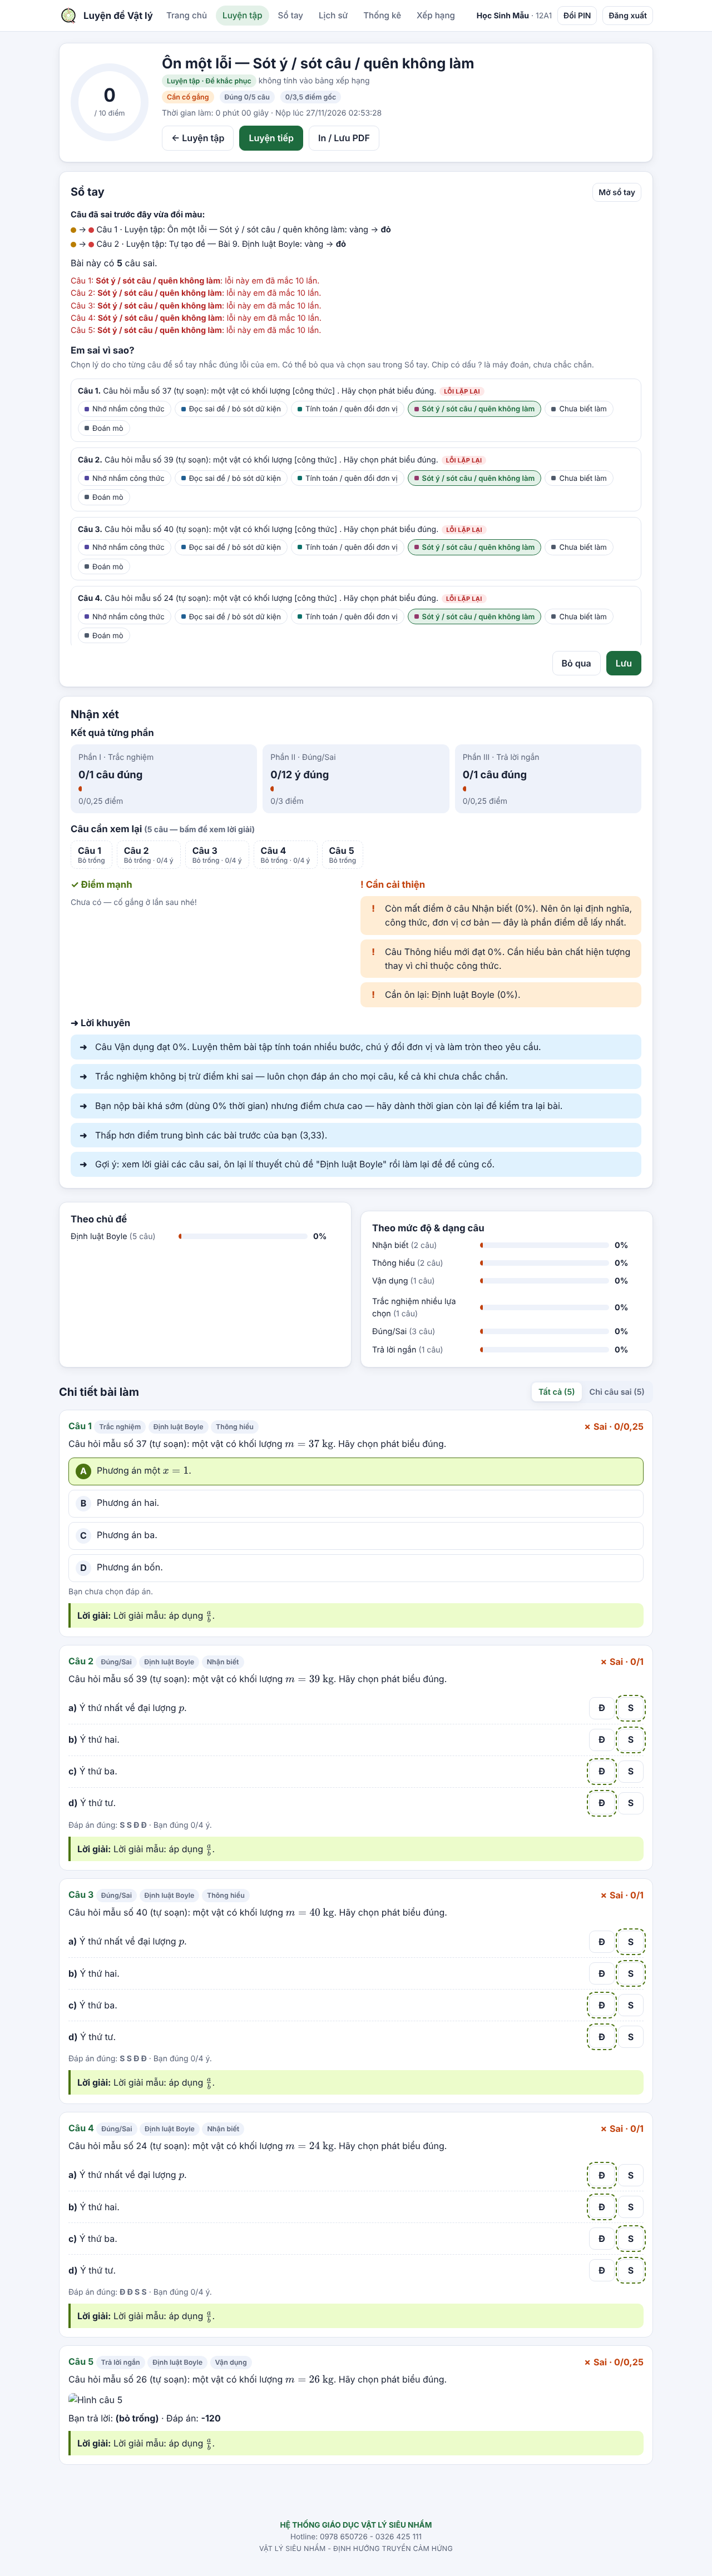 Luyện đề Vật lý Trang chủ Luyện tập Sổ tay Lịch sử Thống kê Xếp hạng Học Sinh Mẫu · 12A1 Đổi PIN Đăng xuất
0
/ 10 điểm
Ôn một lỗi — Sót ý / sót câu / quên không làm
Luyện tập · Đề khắc phục không tính vào bảng xếp hạng
Cần cố gắng Đúng 0/5 câu 0/3,5 điểm gốc
Thời gian làm: 0 phút 00 giây · Nộp lúc 27/11/2026 02:53:28
← Luyện tập Luyện tiếp In / Lưu PDF
Sổ tay Mở sổ tay
Câu đã sai trước đây vừa đổi màu:
→ Câu 1 · Luyện tập: Ôn một lỗi — Sót ý / sót câu / quên không làm: vàng → đỏ
→ Câu 2 · Luyện tập: Tự tạo đề — Bài 9. Định luật Boyle: vàng → đỏ
Bài này có 5 câu sai.
Câu 1: Sót ý / sót câu / quên không làm: lỗi này em đã mắc 10 lần.
Câu 2: Sót ý / sót câu / quên không làm: lỗi này em đã mắc 10 lần.
Câu 3: Sót ý / sót câu / quên không làm: lỗi này em đã mắc 10 lần.
Câu 4: Sót ý / sót câu / quên không làm: lỗi này em đã mắc 10 lần.
Câu 5: Sót ý / sót câu / quên không làm: lỗi này em đã mắc 10 lần.
Em sai vì sao?
Chọn lý do cho từng câu để sổ tay nhắc đúng lỗi của em. Có thể bỏ qua và chọn sau trong Sổ tay. Chip có dấu ? là máy đoán, chưa chắc chắn.
Câu 1. Câu hỏi mẫu số 37 (tự soạn): một vật có khối lượng [công thức] . Hãy chọn phát biểu đúng. LỖI LẶP LẠI
Nhớ nhầm công thức Đọc sai đề / bỏ sót dữ kiện Tính toán / quên đổi đơn vị Sót ý / sót câu / quên không làm Chưa biết làm
Đoán mò
Câu 2. Câu hỏi mẫu số 39 (tự soạn): một vật có khối lượng [công thức] . Hãy chọn phát biểu đúng. LỖI LẶP LẠI
Nhớ nhầm công thức Đọc sai đề / bỏ sót dữ kiện Tính toán / quên đổi đơn vị Sót ý / sót câu / quên không làm Chưa biết làm
Đoán mò
Câu 3. Câu hỏi mẫu số 40 (tự soạn): một vật có khối lượng [công thức] . Hãy chọn phát biểu đúng. LỖI LẶP LẠI
Nhớ nhầm công thức Đọc sai đề / bỏ sót dữ kiện Tính toán / quên đổi đơn vị Sót ý / sót câu / quên không làm Chưa biết làm
Đoán mò
Câu 4. Câu hỏi mẫu số 24 (tự soạn): một vật có khối lượng [công thức] . Hãy chọn phát biểu đúng. LỖI LẶP LẠI
Nhớ nhầm công thức Đọc sai đề / bỏ sót dữ kiện Tính toán / quên đổi đơn vị Sót ý / sót câu / quên không làm Chưa biết làm
Đoán mò
Bỏ qua Lưu
Nhận xét
Kết quả từng phần
Phần I · Trắc nghiệm
0/1 câu đúng
0/0,25 điểm
Phần II · Đúng/Sai
0/12 ý đúng
0/3 điểm
Phần III · Trả lời ngắn
0/1 câu đúng
0/0,25 điểm
Câu cần xem lại (5 câu — bấm để xem lời giải)
Câu 1 Câu 2 Câu 3 Câu 4 Câu 5
Bỏ trống Bỏ trống · 0/4 ý Bỏ trống · 0/4 ý Bỏ trống · 0/4 ý Bỏ trống
✓ Điểm mạnh
Chưa có — cố gắng ở lần sau nhé!
! Cần cải thiện
! Còn mất điểm ở câu Nhận biết (0%). Nên ôn lại định nghĩa,
công thức, đơn vị cơ bản — đây là phần điểm dễ lấy nhất.
! Câu Thông hiểu mới đạt 0%. Cần hiểu bản chất hiện tượng
thay vì chỉ thuộc công thức.
! Cần ôn lại: Định luật Boyle (0%).
➜ Lời khuyên
➜ Câu Vận dụng đạt 0%. Luyện thêm bài tập tính toán nhiều bước, chú ý đổi đơn vị và làm tròn theo yêu cầu.
➜ Trắc nghiệm không bị trừ điểm khi sai — luôn chọn đáp án cho mọi câu, kể cả khi chưa chắc chắn.
➜ Bạn nộp bài khá sớm (dùng 0% thời gian) nhưng điểm chưa cao — hãy dành thời gian còn lại để kiểm tra lại bài.
➜ Thấp hơn điểm trung bình các bài trước của bạn (3,33).
➜ Gợi ý: xem lời giải các câu sai, ôn lại lí thuyết chủ đề "Định luật Boyle" rồi làm lại đề để củng cố.
Theo chủ đề
Định luật Boyle (5 câu) 0%
Theo mức độ & dạng câu
Nhận biết (2 câu) 0%
Thông hiểu (2 câu) 0%
Vận dụng (1 câu) 0%
Trắc nghiệm nhiều lựa
chọn (1 câu) 0%
Đúng/Sai (3 câu) 0%
Trả lời ngắn (1 câu) 0%
Chi tiết bài làm Tất cả (5) Chỉ câu sai (5)
Câu 1 Trắc nghiệm Định luật Boyle Thông hiểu × Sai · 0/0,25
Câu hỏi mẫu số 37 (tự soạn): một vật có khối lượng m = 37 kg. Hãy chọn phát biểu đúng.
A Phương án một x = 1.
B Phương án hai.
C Phương án ba.
D Phương án bốn.
Bạn chưa chọn đáp án.
Lời giải: Lời giải mẫu: áp dụng a/b.
Câu 2 Đúng/Sai Định luật Boyle Nhận biết × Sai · 0/1
Câu hỏi mẫu số 39 (tự soạn): một vật có khối lượng m = 39 kg. Hãy chọn phát biểu đúng.
a) Ý thứ nhất về đại lượng p. Đ S
b) Ý thứ hai. Đ S
c) Ý thứ ba. Đ S
d) Ý thứ tư. Đ S
Đáp án đúng: S S Đ Đ · Bạn đúng 0/4 ý.
Lời giải: Lời giải mẫu: áp dụng a/b.
Câu 3 Đúng/Sai Định luật Boyle Thông hiểu × Sai · 0/1
Câu hỏi mẫu số 40 (tự soạn): một vật có khối lượng m = 40 kg. Hãy chọn phát biểu đúng.
a) Ý thứ nhất về đại lượng p. Đ S
b) Ý thứ hai. Đ S
c) Ý thứ ba. Đ S
d) Ý thứ tư. Đ S
Đáp án đúng: S S Đ Đ · Bạn đúng 0/4 ý.
Lời giải: Lời giải mẫu: áp dụng a/b.
Câu 4 Đúng/Sai Định luật Boyle Nhận biết × Sai · 0/1
Câu hỏi mẫu số 24 (tự soạn): một vật có khối lượng m = 24 kg. Hãy chọn phát biểu đúng.
a) Ý thứ nhất về đại lượng p. Đ S
b) Ý thứ hai. Đ S
c) Ý thứ ba. Đ S
d) Ý thứ tư. Đ S
Đáp án đúng: Đ Đ S S · Bạn đúng 0/4 ý.
Lời giải: Lời giải mẫu: áp dụng a/b.
Câu 5 Trả lời ngắn Định luật Boyle Vận dụng × Sai · 0/0,25
Câu hỏi mẫu số 26 (tự soạn): một vật có khối lượng m = 26 kg. Hãy chọn phát biểu đúng.
Hình câu 5
Bạn trả lời: (bỏ trống) · Đáp án: -120
Lời giải: Lời giải mẫu: áp dụng a/b.
HỆ THỐNG GIÁO DỤC VẬT LÝ SIÊU NHẨM
Hotline: 0978 650726 - 0326 425 111
VẬT LÝ SIÊU NHẨM - ĐỊNH HƯỚNG TRUYỀN CẢM HỨNG